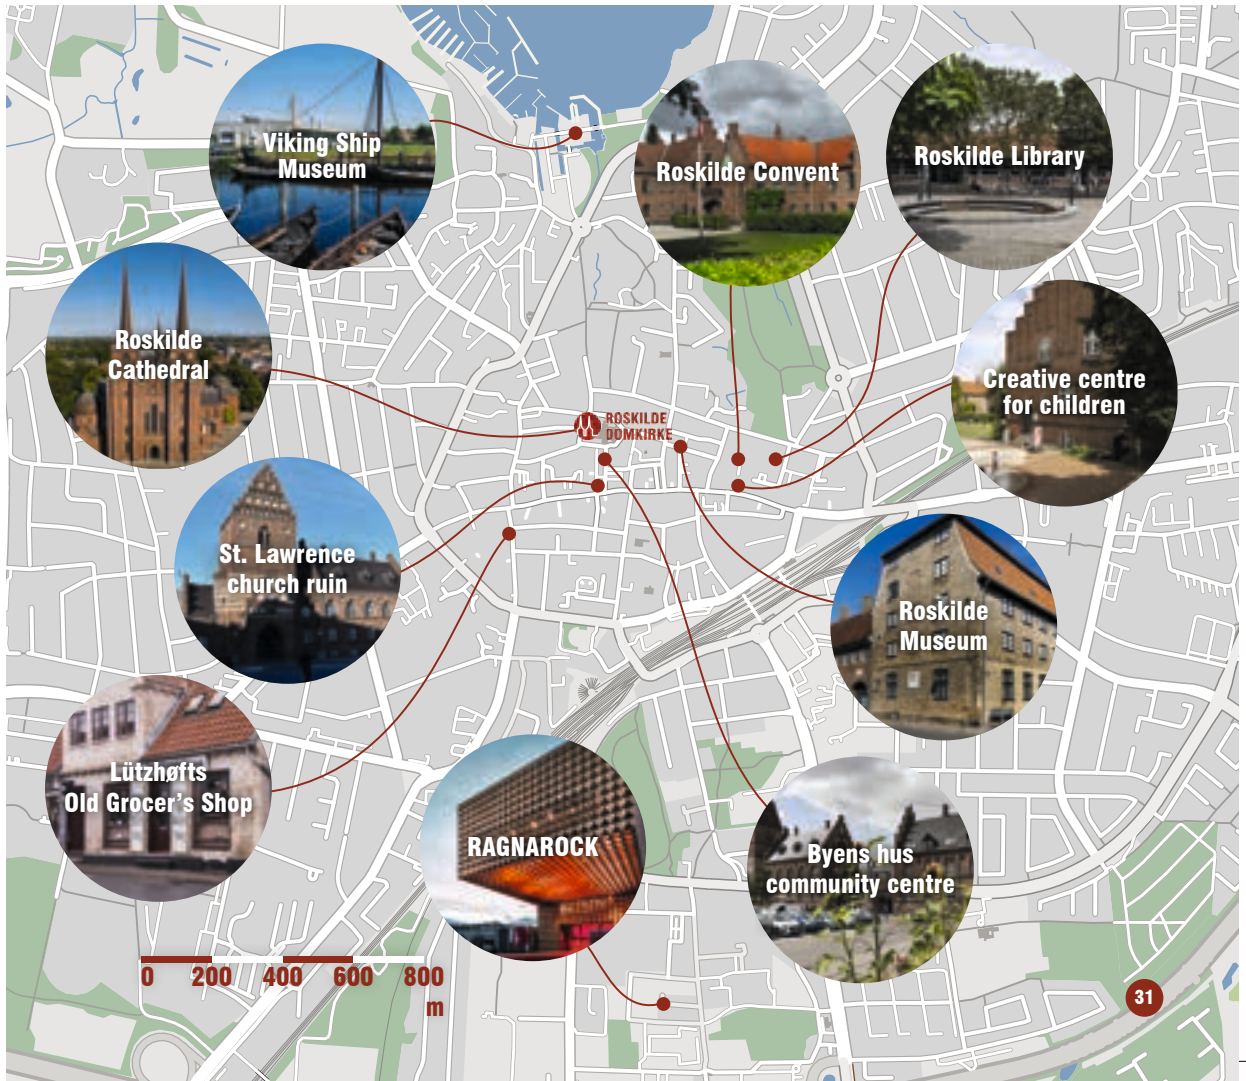 Viking Ship
Museum
Roskilde Convent
Roskilde Library
Roskilde
Cathedral
Creative centre
for children
ROSKILDE
DOMKIRKE
St. Lawrence
church ruin
Roskilde
Museum
Lützhøfts
Old Grocer's Shop
RAGNAROCK
Byens hus
community centre
0 200 400 600 800
m
31